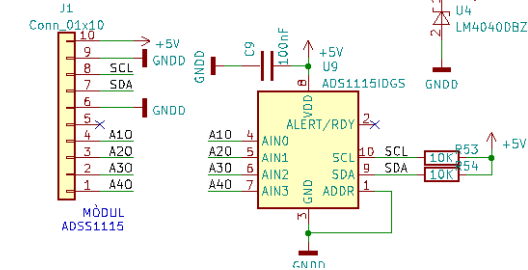 J1
Conn_01x10
10
+5V
9
GNDD
8
SCL
7
SDA
6
GNDD
5
4
A10
3
A20
2
A30
1
A40
MÒDUL
ADSS1115
GNDD
C9
100nF
+5V
U9
ADS1115IDGS
8
VDD
ALERT/RDY
2
A10
4
AIN0
A20
5
AIN1
SCL
10
SCL
10K
R53
+5V
A30
6
AIN2
SDA
9
SDA
10K
R54
A40
7
AIN3
GND
ADDR
1
3
GNDD
U4
LM4040DBZ
2
GNDD